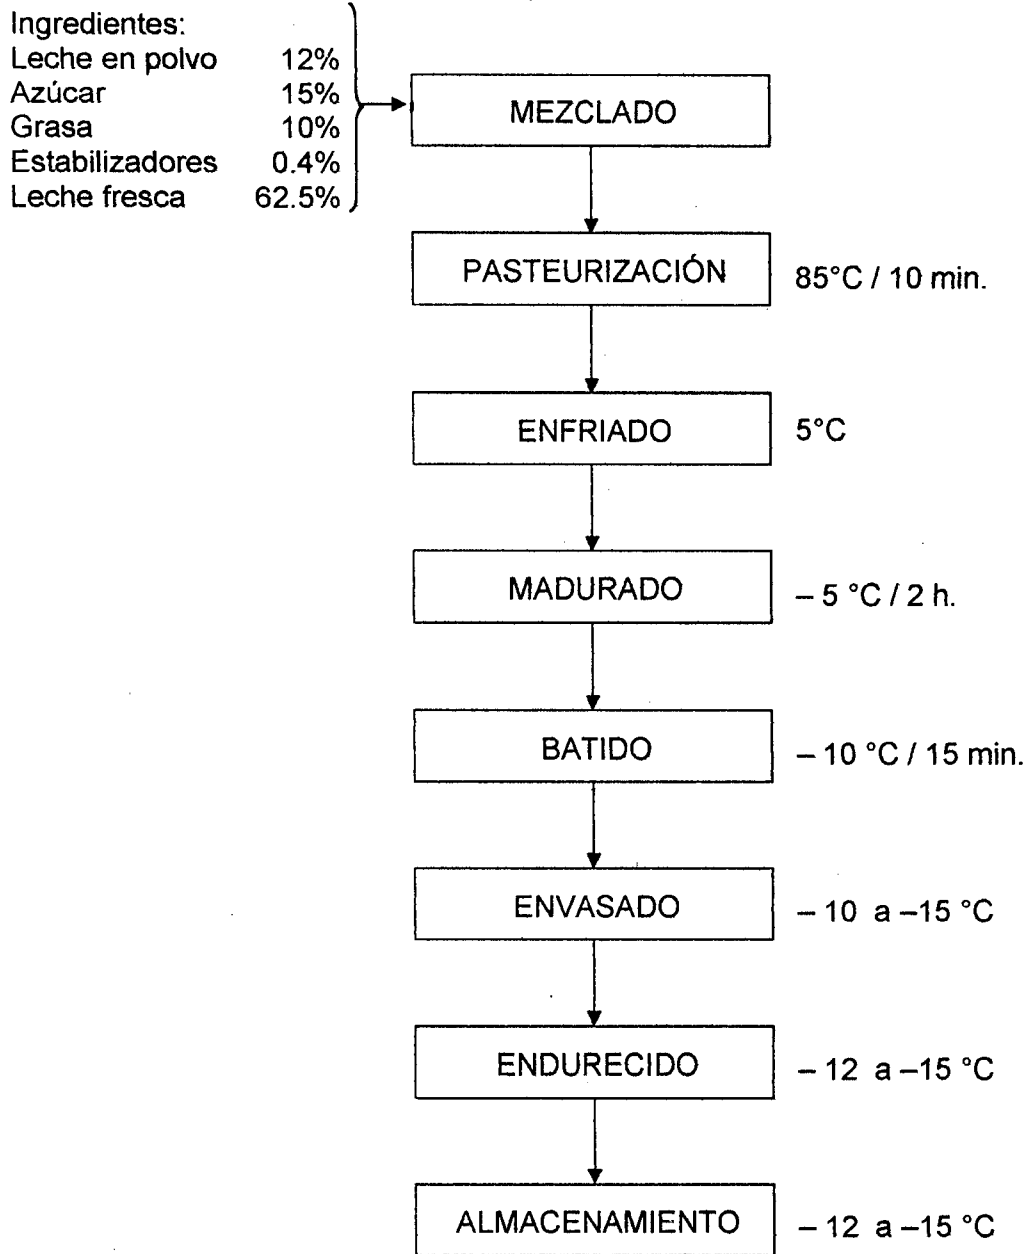 Ingredientes:
Leche en polvo 12%
Azúcar 15%
Grasa 10%
Estabilizadores 0.4%
Leche fresca 62.5%
MEZCLADO
PASTEURIZACIÓN 85°C / 10 min.
ENFRIADO 5°C
MADURADO – 5 °C / 2 h.
BATIDO – 10 °C / 15 min.
ENVASADO – 10 a –15 °C
ENDURECIDO – 12 a –15 °C
ALMACENAMIENTO – 12 a –15 °C